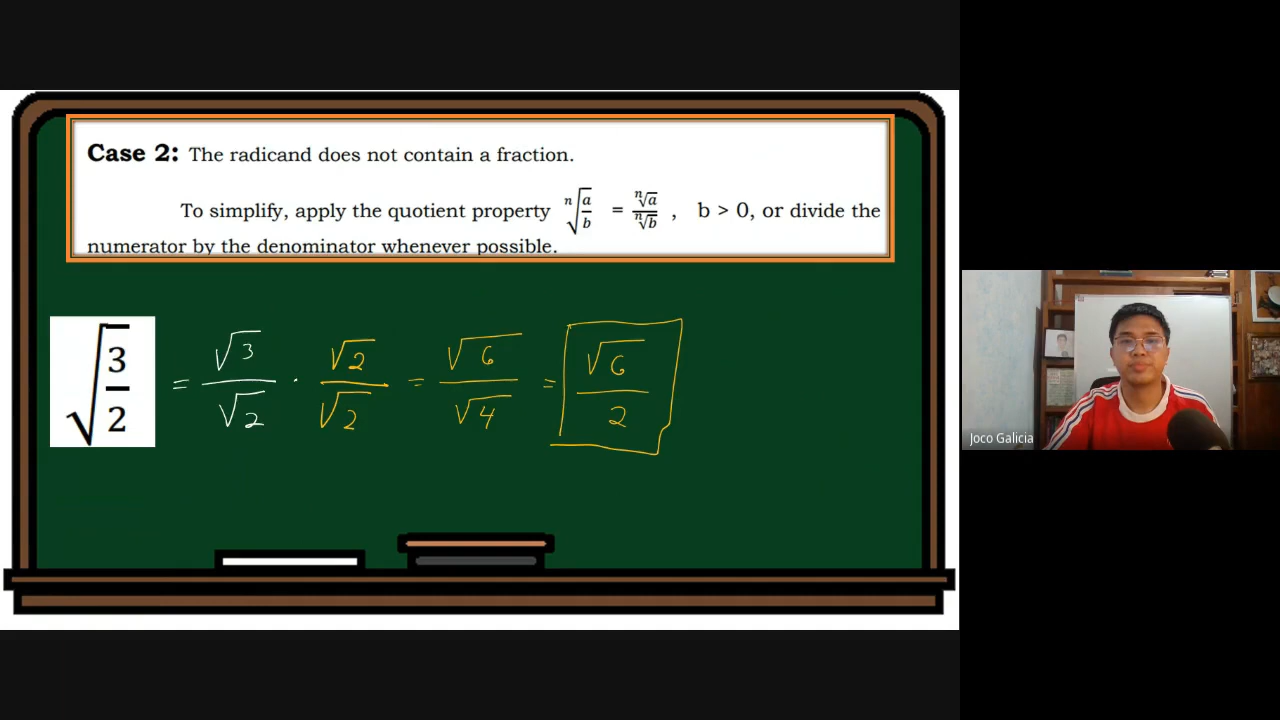 Case 2: The radicand does not contain a fraction.
To simplify, apply the quotient property ⁿ√(a/b) = ⁿ√a/ⁿ√b , b > 0, or divide the
numerator by the denominator whenever possible.
√(3/2) = √3/√2 · √2/√2 = √6/√4 = √6/2
Joco Galicia